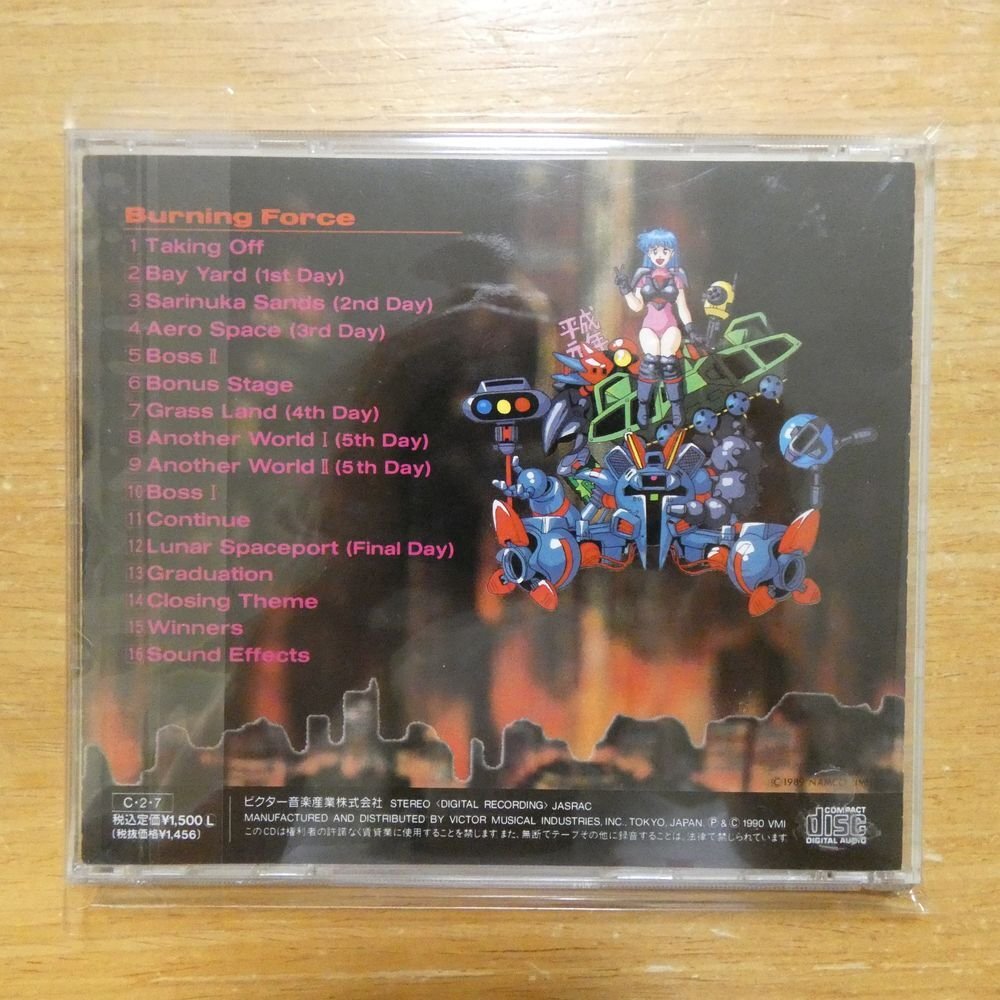 Burning Force
1 Taking Off
2 Bay Yard (1st Day)
3 Sarinuka Sands (2nd Day)
4 Aero Space (3rd Day)
5 Boss Ⅱ
6 Bonus Stage
7 Grass Land (4th Day)
8 Another World Ⅰ (5th Day)
9 Another World Ⅱ (5th Day)
10 Boss Ⅰ
11 Continue
12 Lunar Spaceport (Final Day)
13 Graduation
14 Closing Theme
15 Winners
16 Sound Effects
平成
元年
Ⓒ1989 NAMCO
C・2・7
税込定価¥1,500 L
(税抜価格¥1,456)
ビクター音楽産業株式会社 STEREO 〈DIGITAL RECORDING〉 JASRAC
MANUFACTURED AND DISTRIBUTED BY VICTOR MUSICAL INDUSTRIES, INC., TOKYO, JAPAN. Ⓟ & Ⓒ 1990 VMI
このCDは権利者の許諾なく賃貸業に使用することを禁じます また、無断でテープその他に録音することは、法律で禁じられています
COMPACT
disc
DIGITAL AUDIO